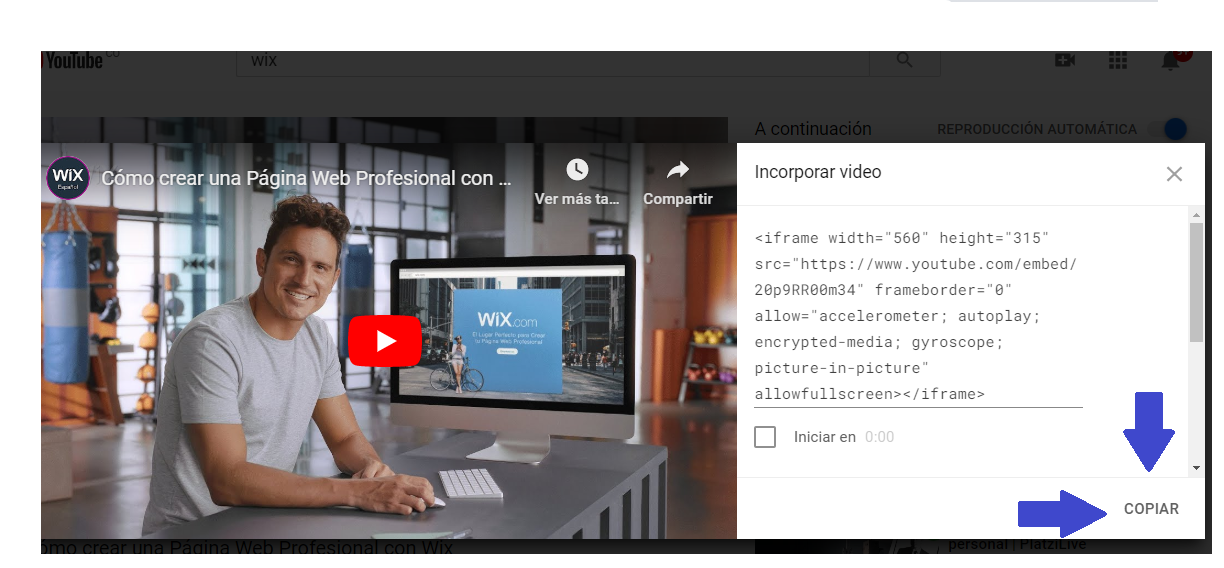 YouTube CO
wix
A continuación
REPRODUCCIÓN AUTOMÁTICA
WiX
Español
Cómo crear una Página Web Profesional con ...
Ver más ta...
Compartir
WiX.com
El Lugar Perfecto para Crear
tu Página Web Profesional
Incorporar video
<iframe width="560" height="315"
src="https://www.youtube.com/embed/
20p9RR00m34" frameborder="0"
allow="accelerometer; autoplay;
encrypted-media; gyroscope;
picture-in-picture"
allowfullscreen></iframe>
Iniciar en 0:00
COPIAR
ómo crear una Página Web Profesional con Wix
personal | PlatziLive